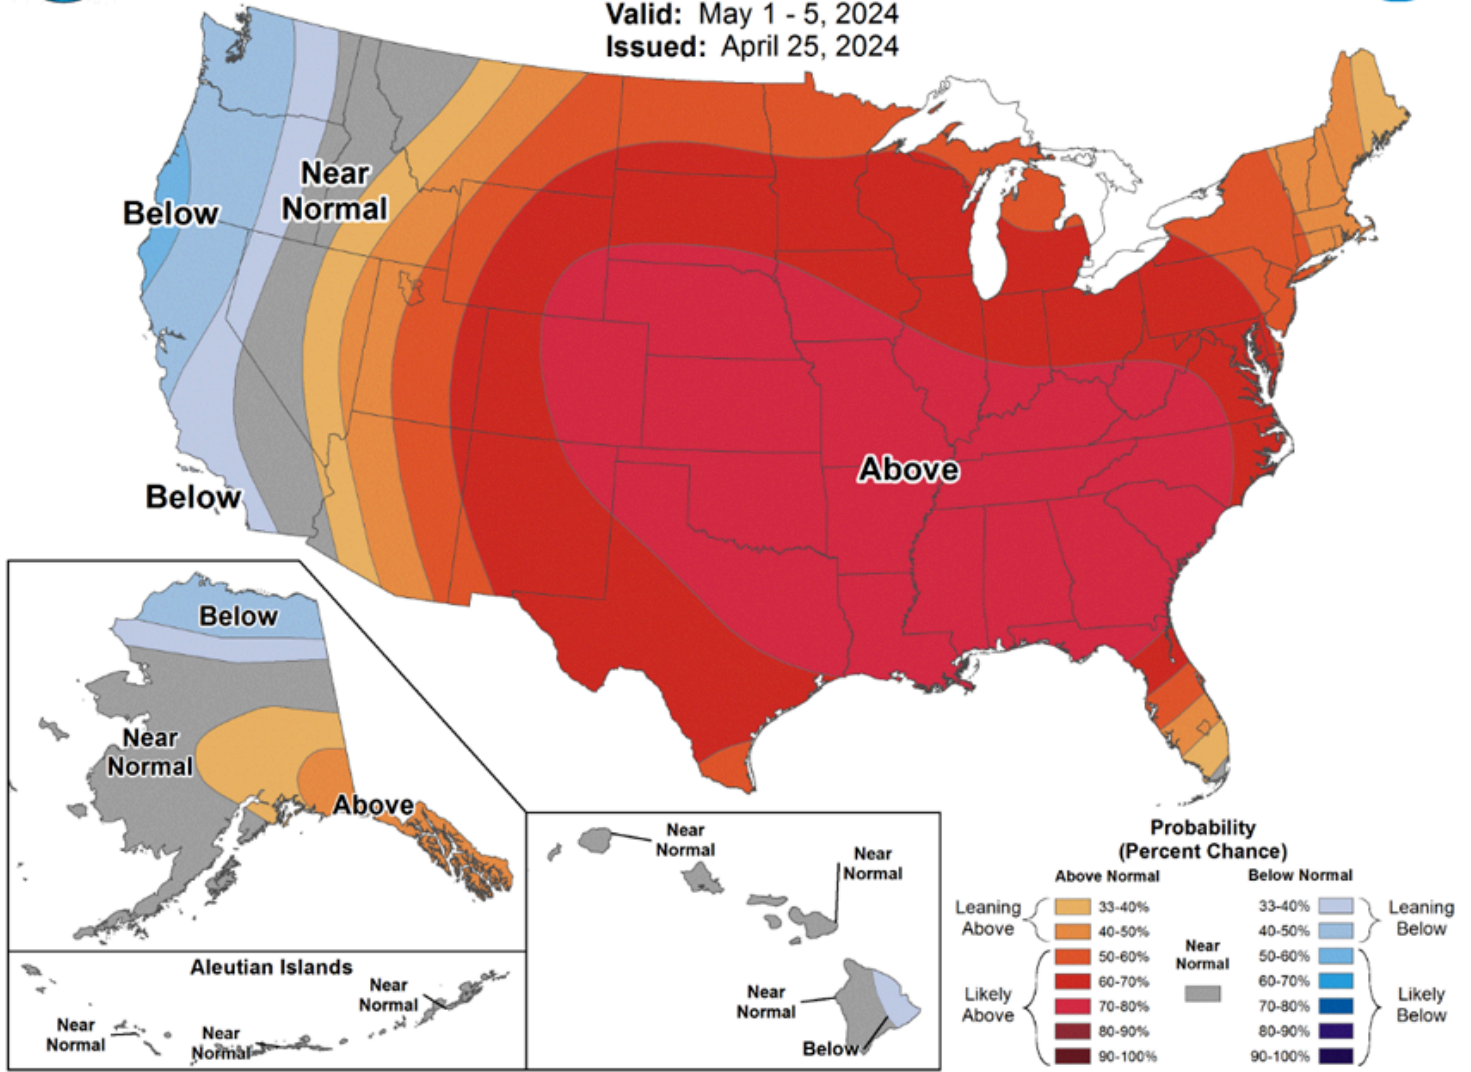 Valid: May 1 - 5, 2024
Issued: April 25, 2024
Near
Normal
Below
Below
Above
Below
Near
Normal
Above
Aleutian Islands
Near
Normal
Near
Normal
Near
Normal
Near
Normal
Near
Normal
Near
Normal
Below
Probability
(Percent Chance)
Above Normal
Below Normal
Leaning
Above
33-40%
40-50%
Likely
Above
50-60%
60-70%
70-80%
80-90%
90-100%
Near
Normal
33-40%
40-50%
Leaning
Below
50-60%
60-70%
70-80%
80-90%
90-100%
Likely
Below